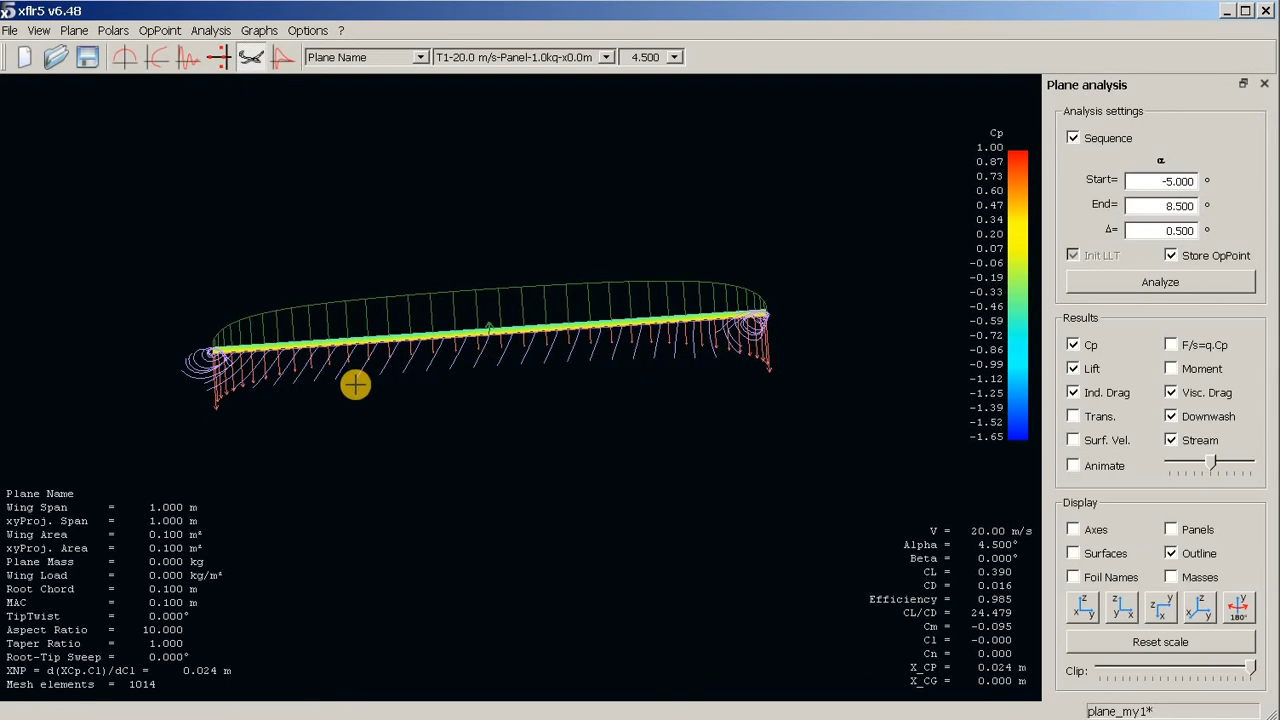 xflr5 v6.48
File View Plane Polars OpPoint Analysis Graphs Options ?
Plane Name T1-20.0 m/s-Panel-1.0kg-x0.0m 4.500
Plane analysis
Analysis settings
Sequence
α
Start= -5.000 °
End= 8.500 °
Δ= 0.500 °
Init LLT Store OpPoint
Analyze
Results
Cp F/s=q.Cp
Lift Moment
Ind. Drag Visc. Drag
Trans. Downwash
Surf. Vel. Stream
Animate
Display
Axes Panels
Surfaces Outline
Foil Names Masses
Reset scale
Clip:
Cp
1.00
0.87
0.73
0.60
0.47
0.34
0.20
0.07
-0.06
-0.19
-0.33
-0.46
-0.59
-0.72
-0.86
-0.99
-1.12
-1.25
-1.39
-1.52
-1.65
Plane Name
Wing Span = 1.000 m
xyProj. Span = 1.000 m
Wing Area = 0.100 m²
xyProj. Area = 0.100 m²
Plane Mass = 0.000 kg
Wing Load = 0.000 kg/m²
Root Chord = 0.100 m
MAC = 0.100 m
TipTwist = 0.000°
Aspect Ratio = 10.000
Taper Ratio = 1.000
Root-Tip Sweep = 0.000°
XNP = d(XCp.Cl)/dCl = 0.024 m
Mesh elements = 1014
V = 20.00 m/s
Alpha = 4.500°
Beta = 0.000°
CL = 0.390
CD = 0.016
Efficiency = 0.985
CL/CD = 24.479
Cm = -0.095
Cl = -0.000
Cn = 0.000
X_CP = 0.024 m
X_CG = 0.000 m
plane_my1*